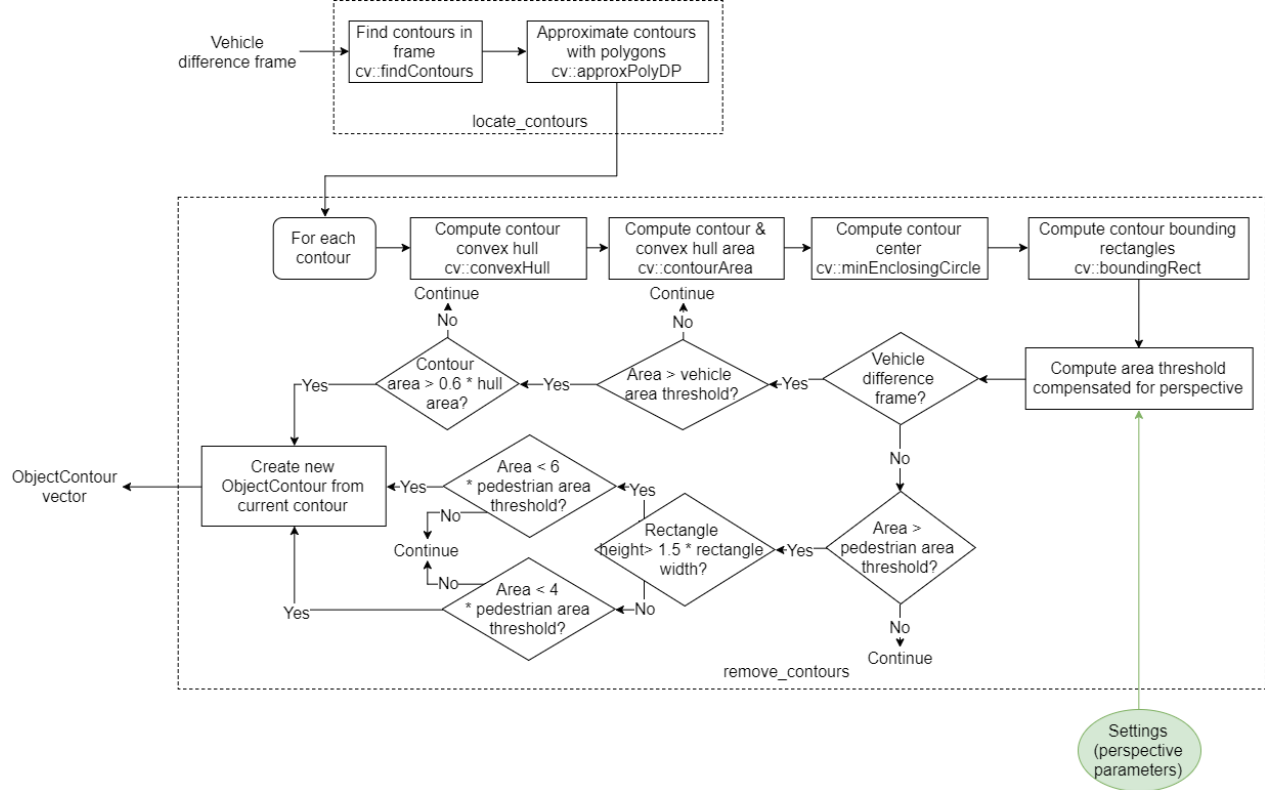 Vehicle
difference frame
Find contours in
frame
cv::findContours
Approximate contours
with polygons
cv::approxPolyDP
locate_contours
For each
contour
Compute contour
convex hull
cv::convexHull
Compute contour &
convex hull area
cv::contourArea
Compute contour
center
cv::minEnclosingCircle
Compute contour bounding
rectangles
cv::boundingRect
Continue
No
Continue
No
Contour
area > 0.6 * hull
area?
Yes
Area > vehicle
area threshold?
Yes
Vehicle
difference
frame?
Yes
Compute area threshold
compensated for perspective
No
ObjectContour
vector
Create new
ObjectContour from
current contour
Yes
Area < 6
* pedestrian area
threshold?
Yes
No
Continue
No
Rectangle
height> 1.5 * rectangle
width?
Yes
Area >
pedestrian area
threshold?
Yes
Area < 4
* pedestrian area
threshold?
No
No
Continue
remove_contours
Settings
(perspective
parameters)